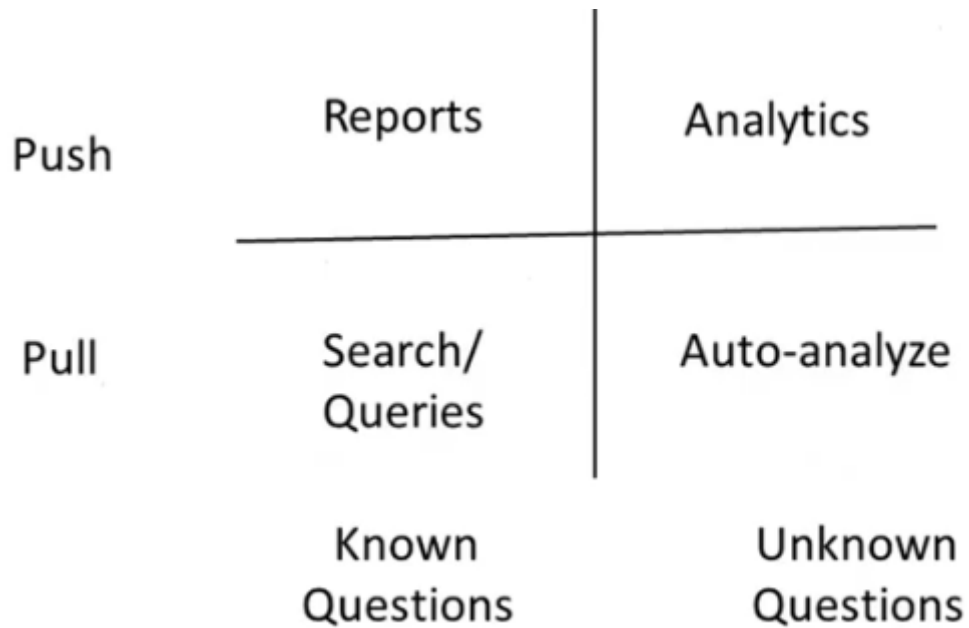 Reports Analytics
Push
Search/ Auto-analyze
Pull
Queries
Known Unknown
Questions Questions